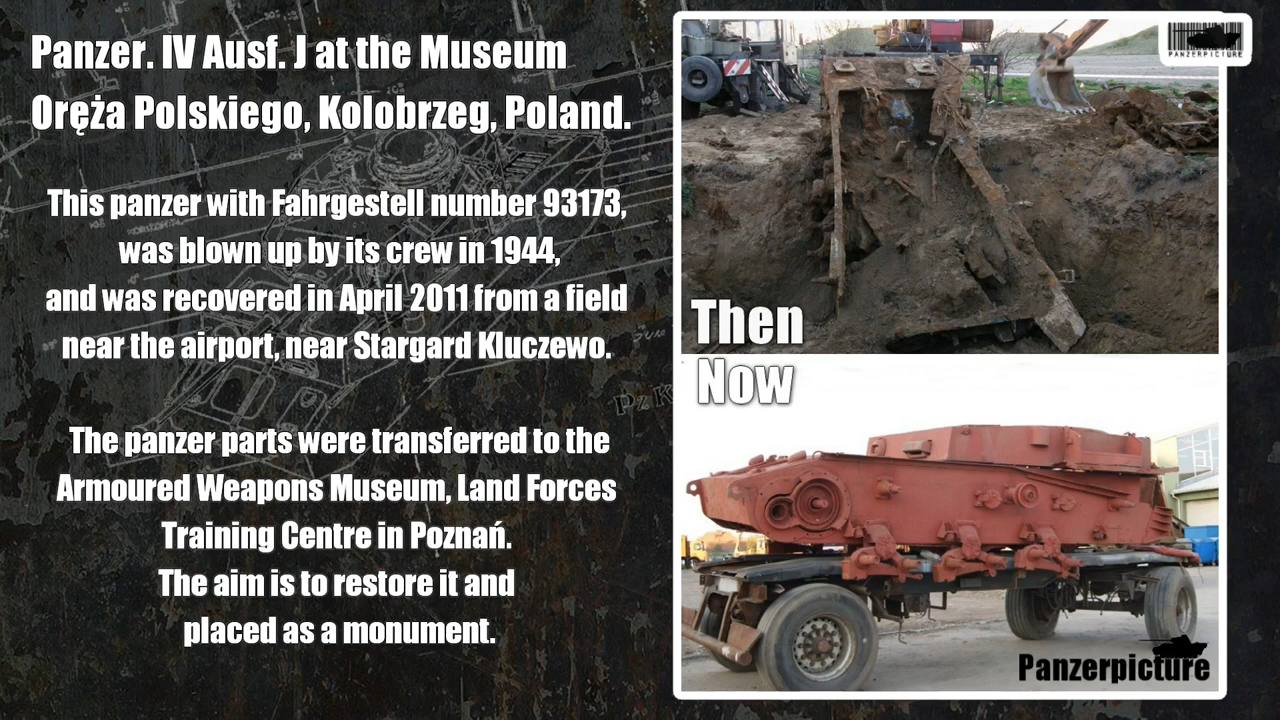 Panzer. IV Ausf. J at the Museum
Oręża Polskiego, Kolobrzeg, Poland.
This panzer with Fahrgestell number 93173,
was blown up by its crew in 1944,
and was recovered in April 2011 from a field
near the airport, near Stargard Kluczewo.
The panzer parts were transferred to the
Armoured Weapons Museum, Land Forces
Training Centre in Poznań.
The aim is to restore it and
placed as a monument.
PANZERPICTURE
Then
Now
Panzerpicture